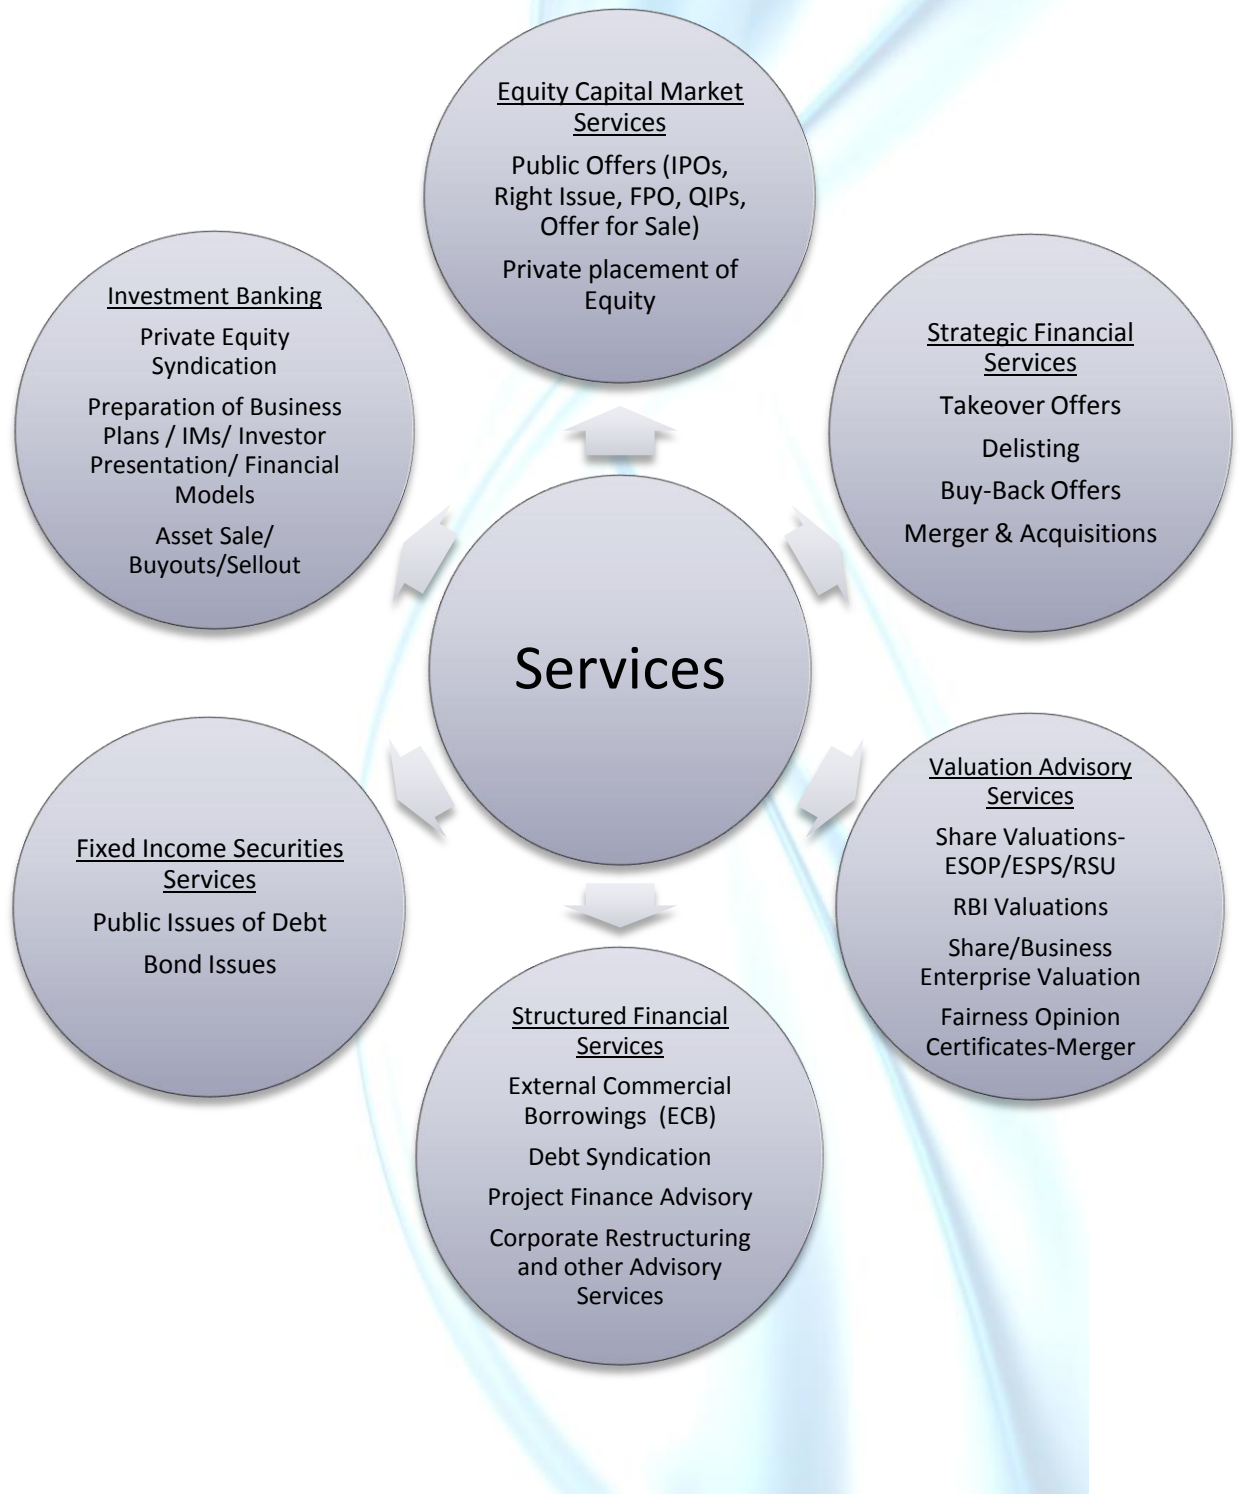 Equity Capital Market
Services
Public Offers (IPOs,
Right Issue, FPO, QIPs,
Offer for Sale)
Private placement of
Equity
Investment Banking
Private Equity
Syndication
Preparation of Business
Plans / IMs/ Investor
Presentation/ Financial
Models
Asset Sale/
Buyouts/Sellout
Strategic Financial
Services
Takeover Offers
Delisting
Buy-Back Offers
Merger & Acquisitions
Services
Fixed Income Securities
Services
Public Issues of Debt
Bond Issues
Valuation Advisory
Services
Share Valuations-
ESOP/ESPS/RSU
RBI Valuations
Share/Business
Enterprise Valuation
Fairness Opinion
Certificates-Merger
Structured Financial
Services
External Commercial
Borrowings  (ECB)
Debt Syndication
Project Finance Advisory
Corporate Restructuring
and other Advisory
Services